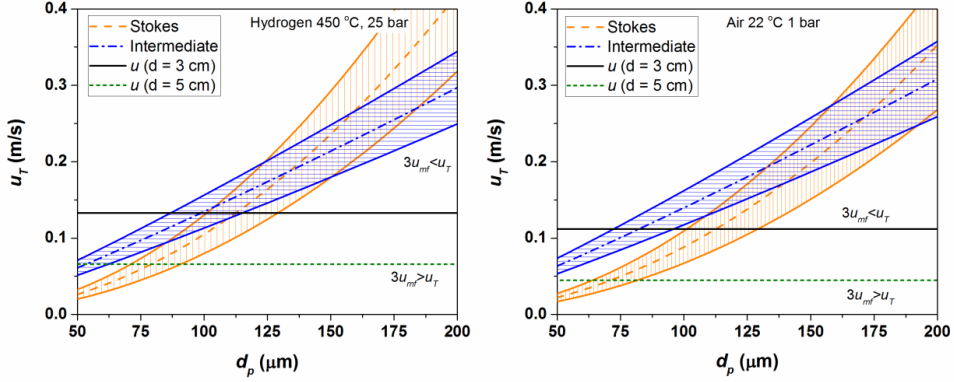 Hydrogen 450 °C, 25 bar
Stokes
Intermediate
u (d = 3 cm)
u (d = 5 cm)
0.4
0.3
0.2
0.1
0.0
u_T (m/s)
3u_mf<u_T
3u_mf>u_T
50 75 100 125 150 175 200
d_p (μm)
Air 22 °C 1 bar
Stokes
Intermediate
u (d = 3 cm)
u (d = 5 cm)
0.4
0.3
0.2
0.1
0.0
u_T (m/s)
3u_mf<u_T
3u_mf>u_T
50 75 100 125 150 175 200
d_p (μm)